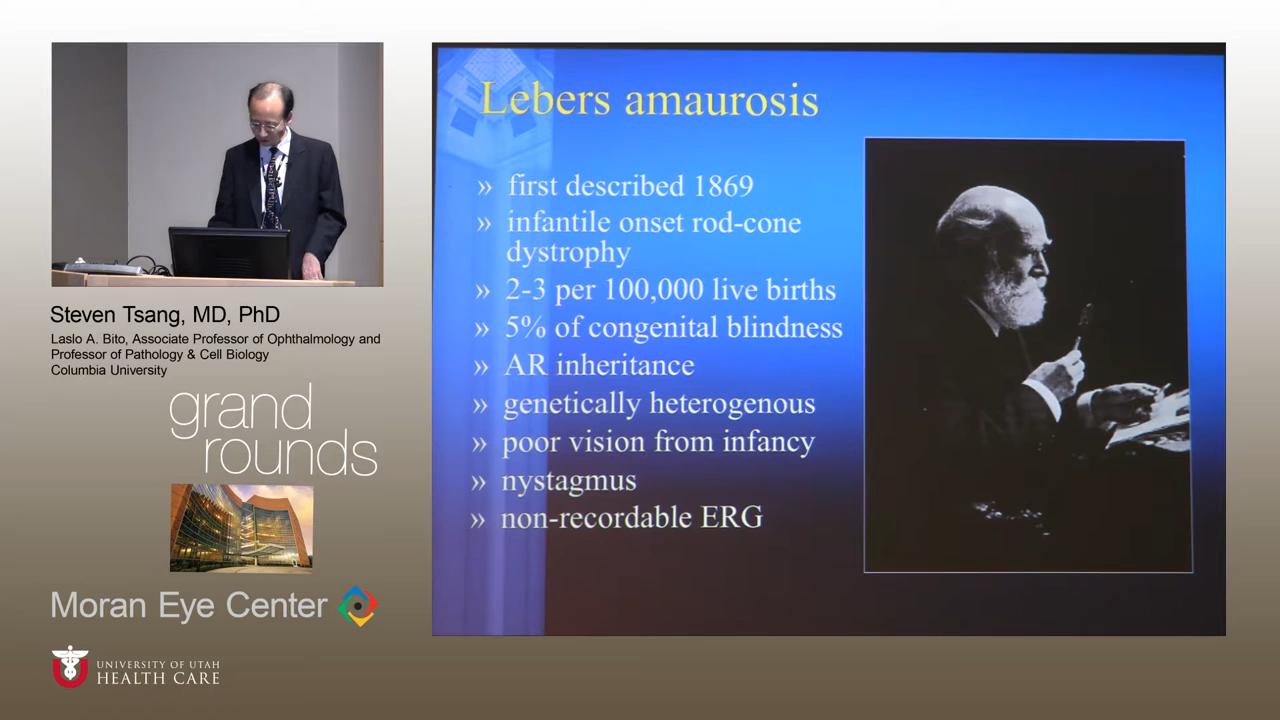 Steven Tsang, MD, PhD
Laslo A. Bito, Associate Professor of Ophthalmology and
Professor of Pathology & Cell Biology
Columbia University
grand
rounds
Moran Eye Center
UNIVERSITY OF UTAH
HEALTH CARE
Lebers amaurosis
» first described 1869
» infantile onset rod-cone
dystrophy
» 2-3 per 100,000 live births
» 5% of congenital blindness
» AR inheritance
» genetically heterogenous
» poor vision from infancy
» nystagmus
» non-recordable ERG